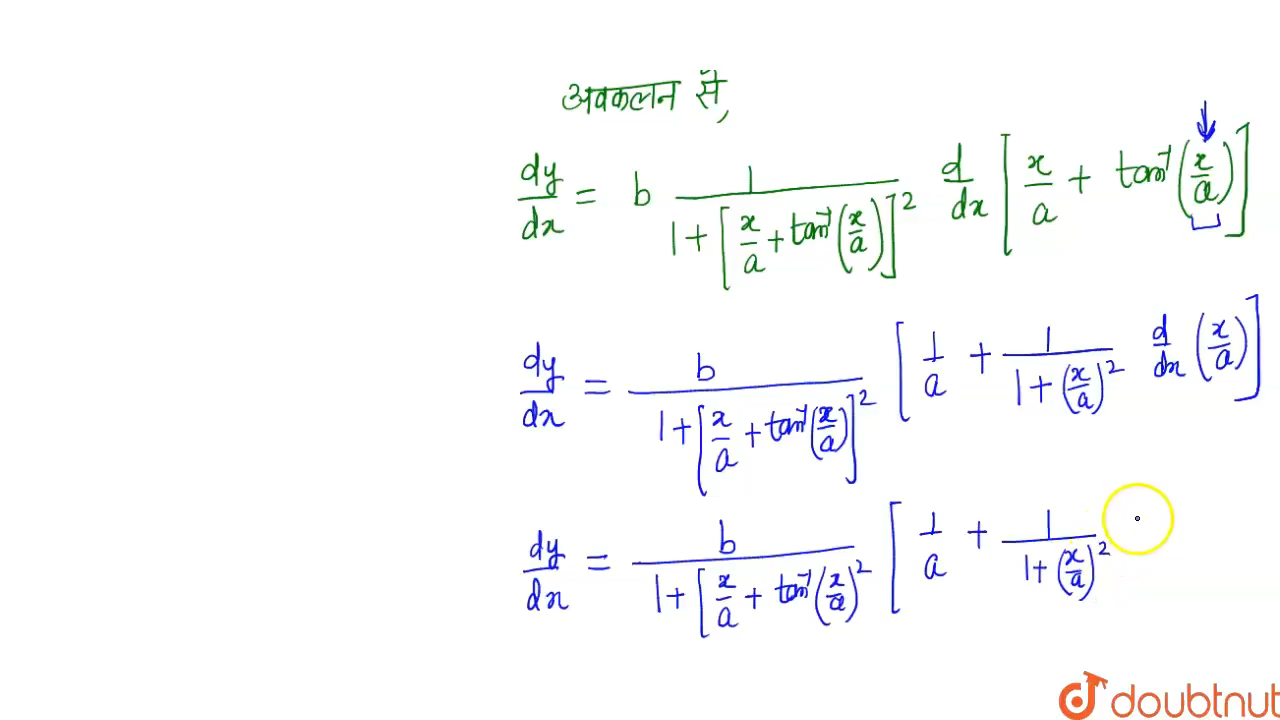 अवकलन से,
dy/dx = b 1/(1+[x/a + tan⁻¹(x/a)]²) d/dx [x/a + tan⁻¹(x/a)]
dy/dx = b/(1+[x/a + tan⁻¹(x/a)]²) [1/a + 1/(1+(x/a)²) d/dx (x/a)]
dy/dx = b/(1+[x/a + tan⁻¹(x/a)² [1/a + 1/(1+(x/a)²)
doubtnut